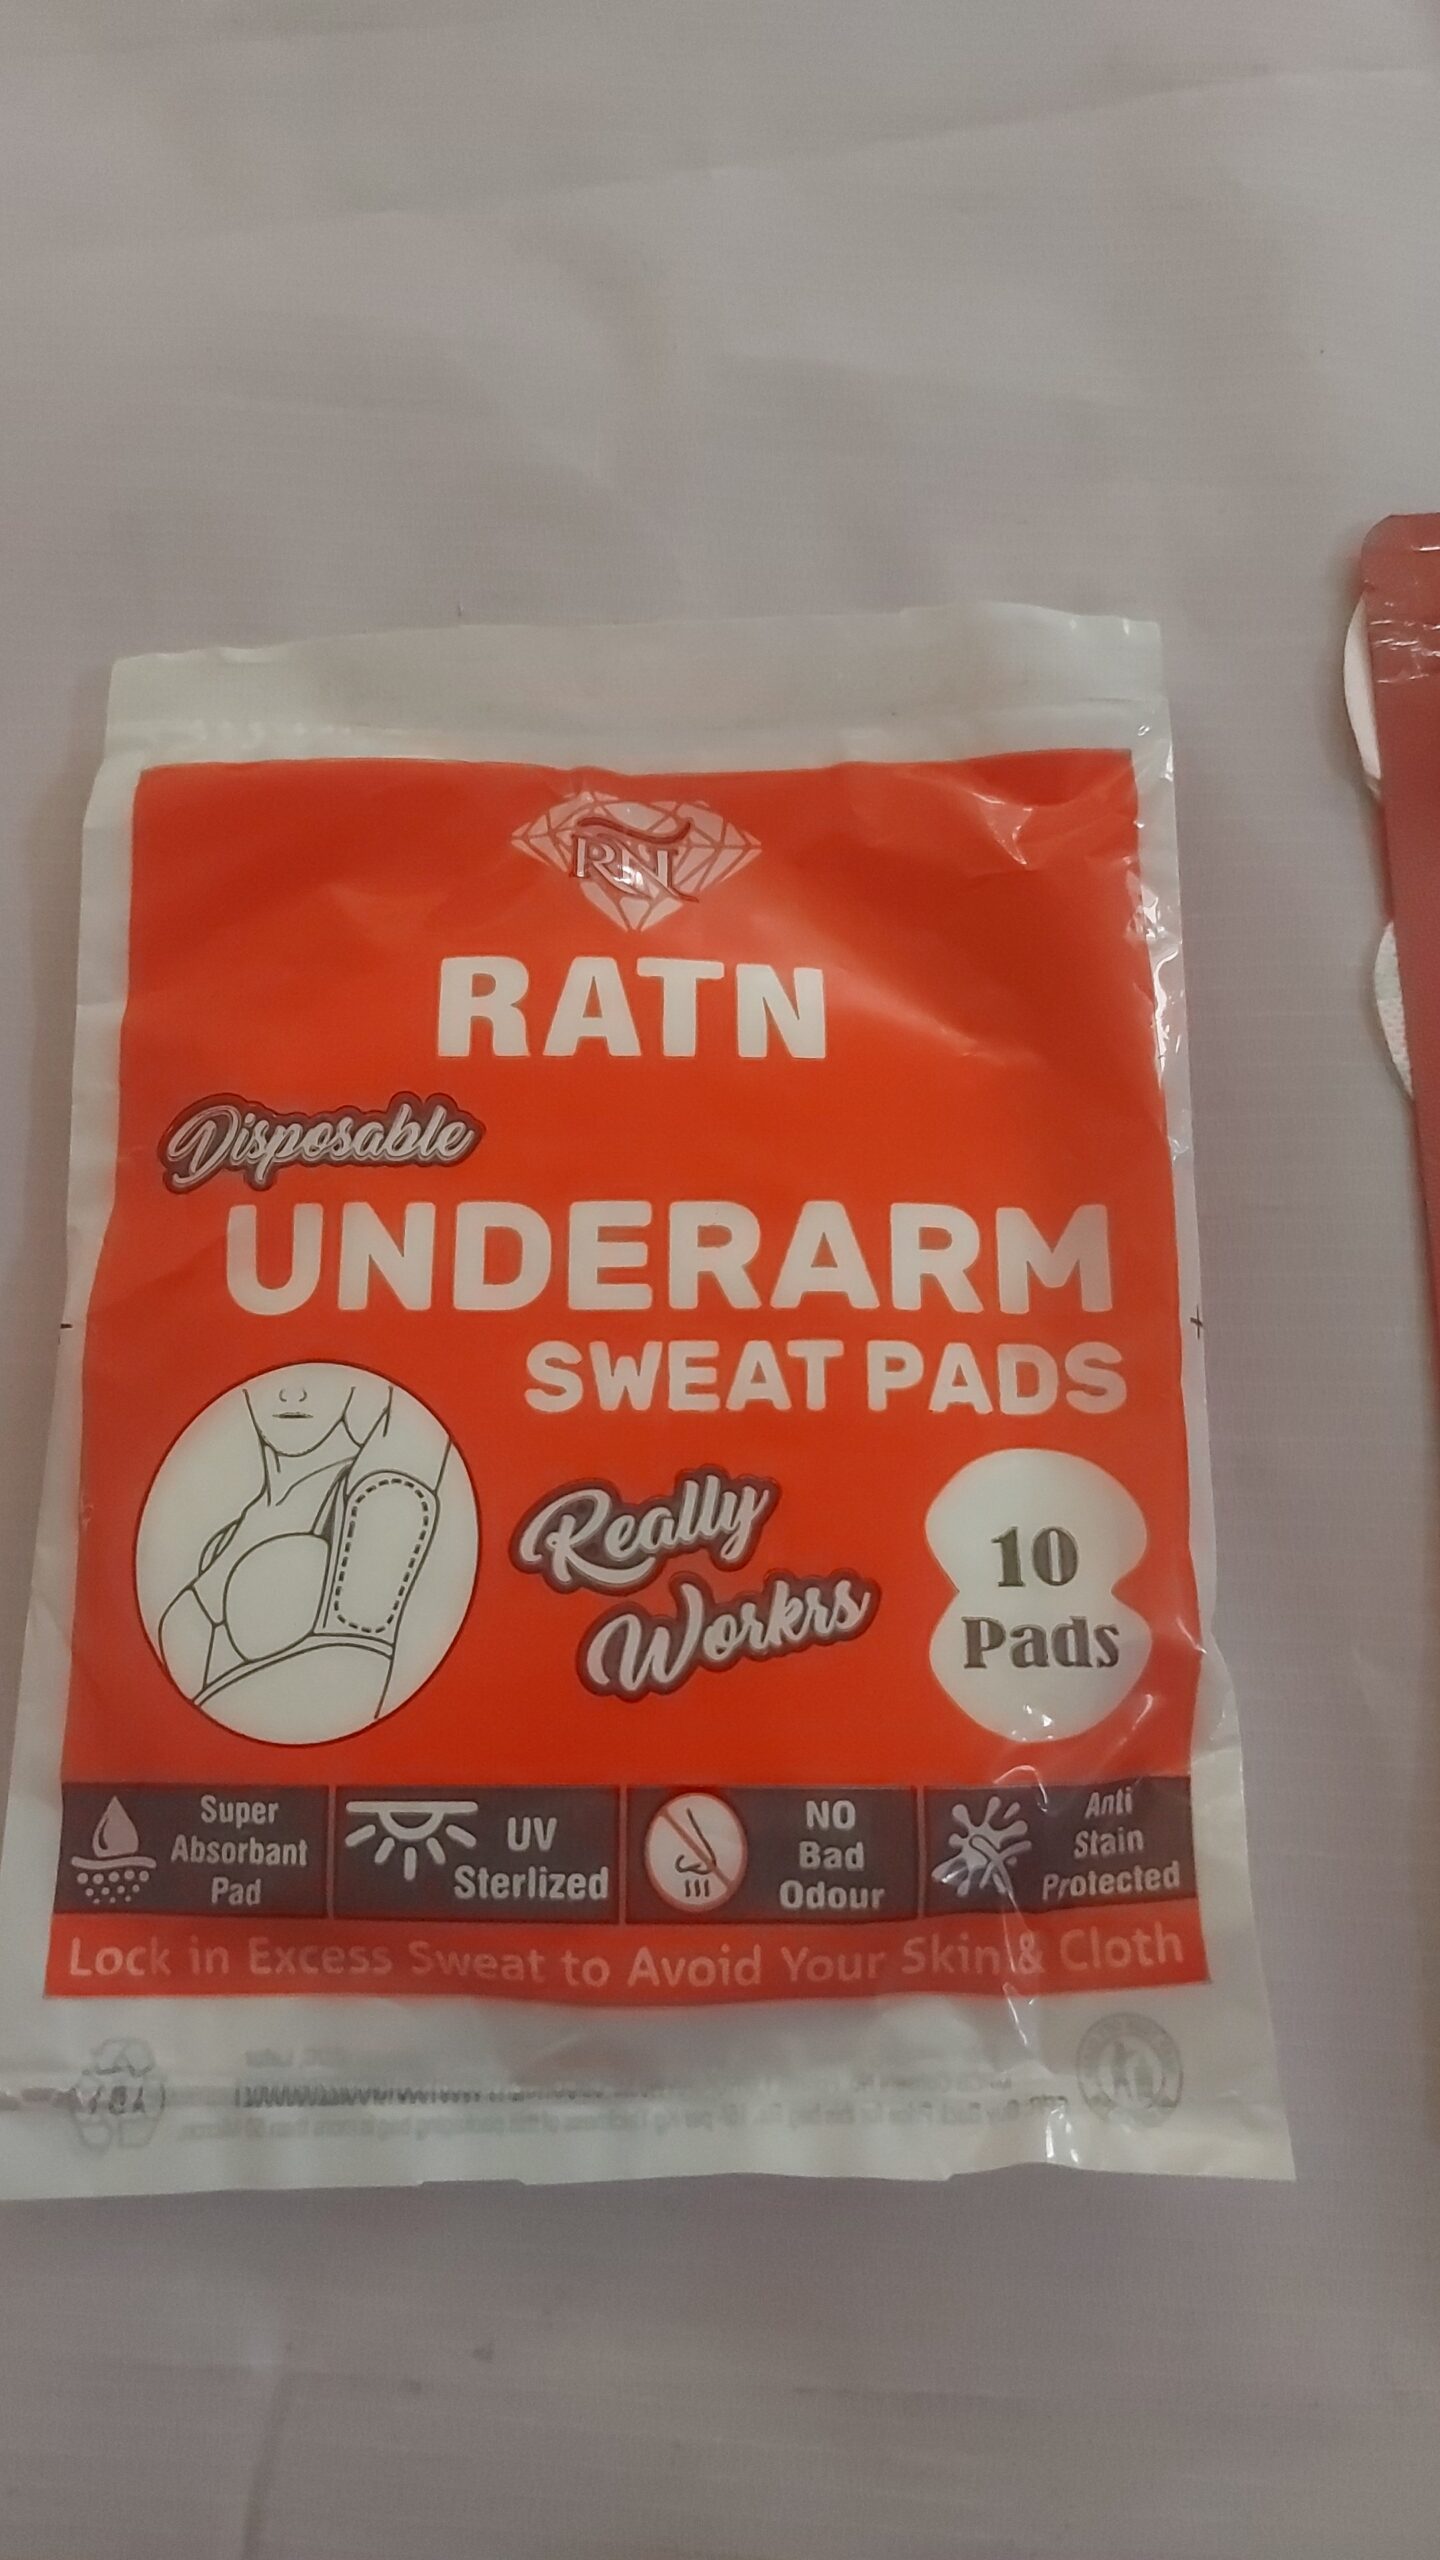 RN
RATN
Disposable
UNDERARM
SWEAT PADS
Really
Workrs
10
Pads
Super
Absorbant
Pad
UV
Sterlized
NO
Bad
Odour
Anti
Stain
Protected
Lock in Excess Sweat to Avoid Your Skin & Cloth